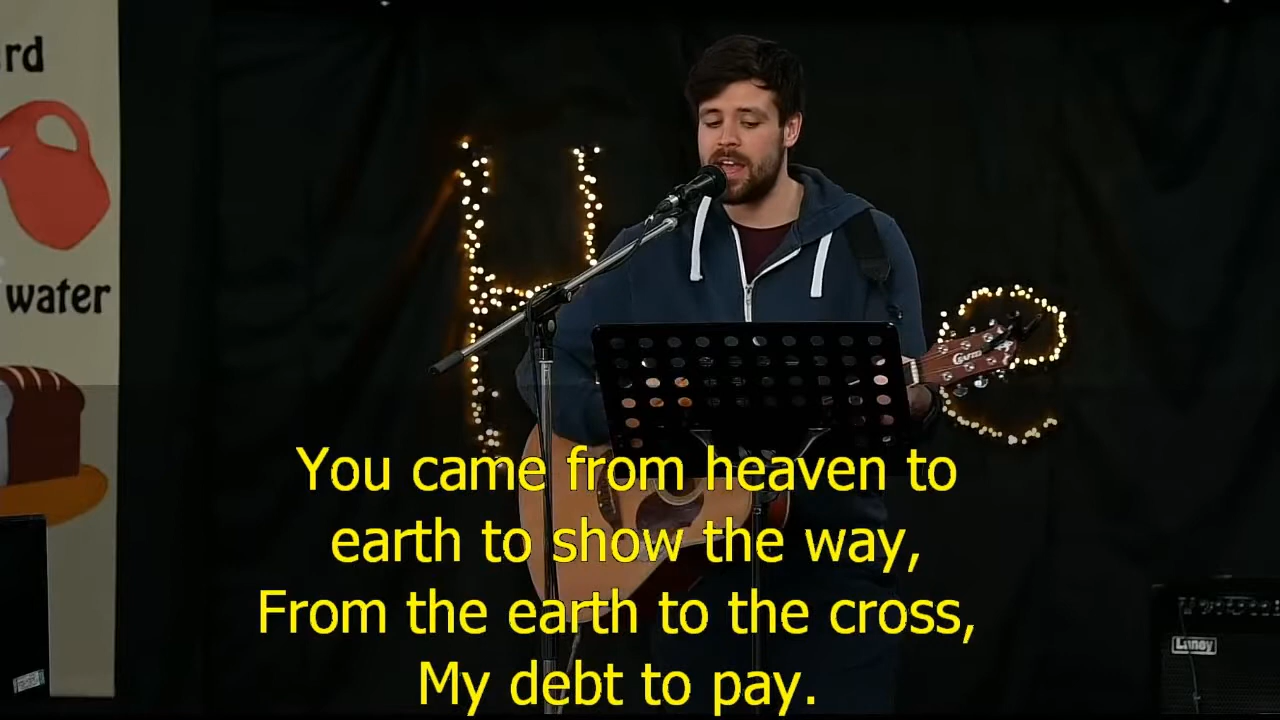 rd
water
H
e
CRAFTER
Laney
You came from heaven to
earth to show the way,
From the earth to the cross,
My debt to pay.